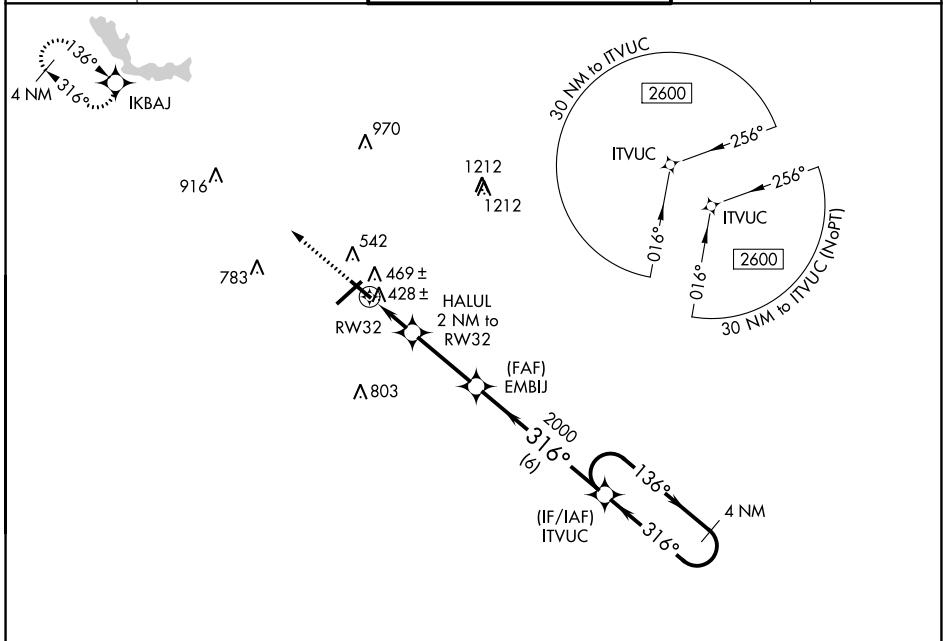 136°
316°
4 NM
IKBAJ
970
916
1212
1212
542
783
469 ±
428 ±
RW32
HALUL
2 NM to
RW32
(FAF)
EMBIJ
803
2000
316°
(6)
(IF/IAF)
ITVUC
136°
316°
4 NM
30 NM to ITVUC
2600
ITVUC
256°
016°
256°
ITVUC
2600
016°
30 NM to ITVUC (NoPT)